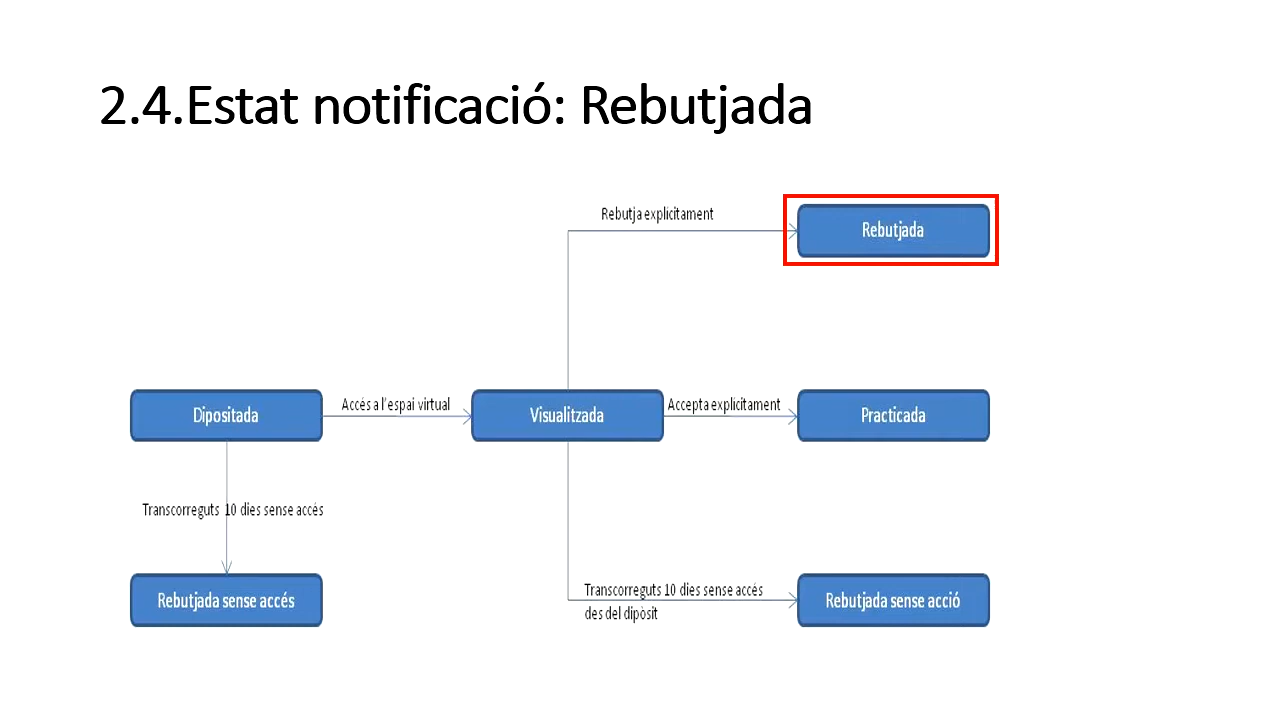 2.4.Estat notificació: Rebutjada
Rebutja explícitament
Rebutjada
Dipositada
Accés a l'espai virtual
Visualitzada
Accepta explícitament
Practicada
Transcorreguts 10 dies sense accés
Rebutjada sense accés
Transcorreguts 10 dies sense accés
des del dipòsit
Rebutjada sense acció